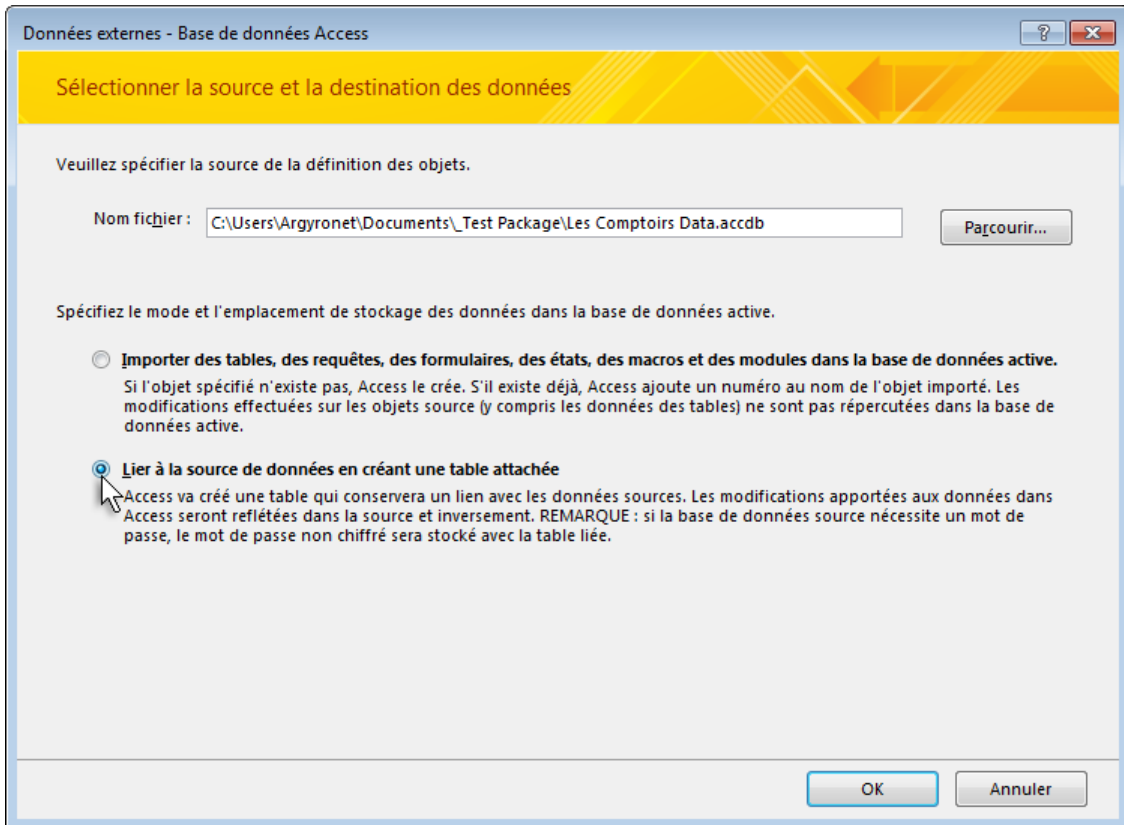 Données externes - Base de données Access
Sélectionner la source et la destination des données
Veuillez spécifier la source de la définition des objets.
Nom fichier : C:\Users\Argyronet\Documents\_Test Package\Les Comptoirs Data.accdb Parcourir...
Spécifiez le mode et l'emplacement de stockage des données dans la base de données active.
Importer des tables, des requêtes, des formulaires, des états, des macros et des modules dans la base de données active.
Si l'objet spécifié n'existe pas, Access le crée. S'il existe déjà, Access ajoute un numéro au nom de l'objet importé. Les
modifications effectuées sur les objets source (y compris les données des tables) ne sont pas répercutées dans la base de
données active.
Lier à la source de données en créant une table attachée
Access va créé une table qui conservera un lien avec les données sources. Les modifications apportées aux données dans
Access seront reflétées dans la source et inversement. REMARQUE : si la base de données source nécessite un mot de
passe, le mot de passe non chiffré sera stocké avec la table liée.
OK Annuler